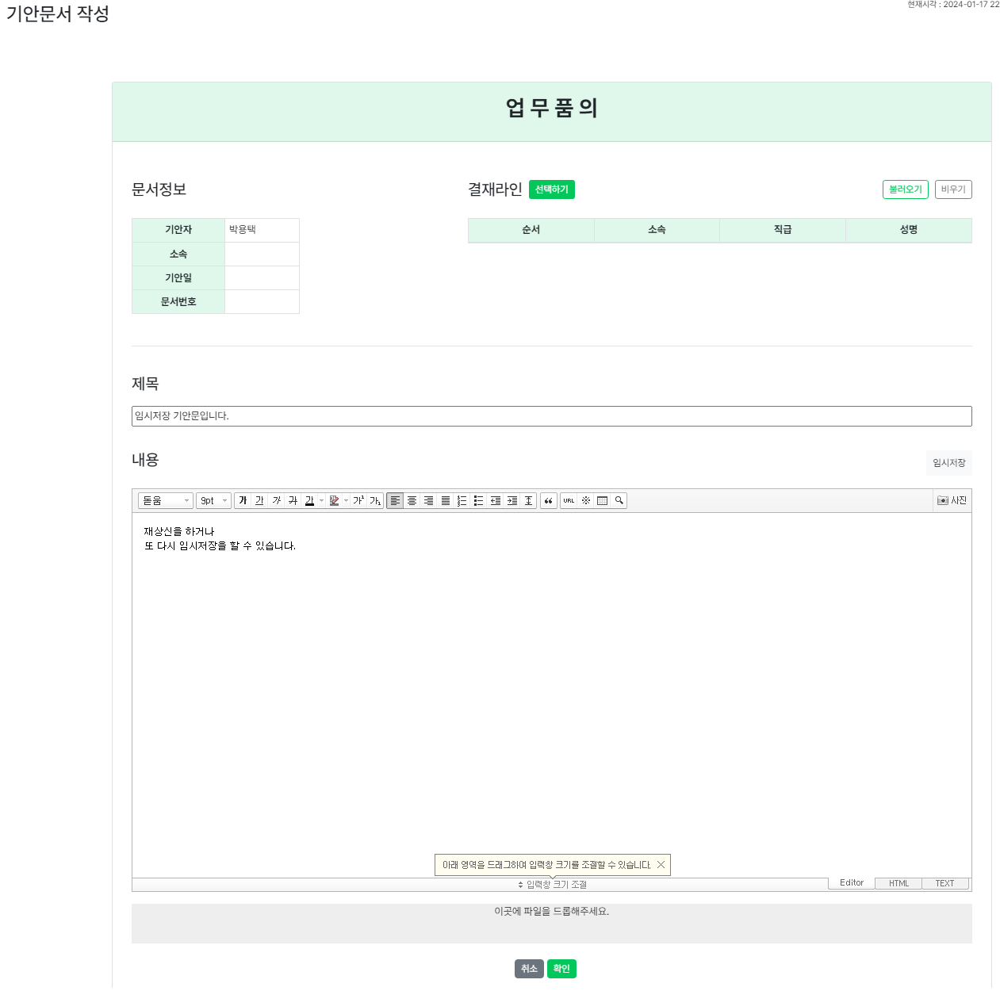 기안문서 작성
현재시각 : 2024-01-17 22
업 무 품 의
문서정보
결재라인 선택하기 불러오기 비우기
기안자 박용택
소속
기안일
문서번호
순서 소속 직급 성명
제목
임시저장 기안문입니다.
내용
임시저장
돋움 9pt 가 가 가 가 가 가² 가₁ URL ※ 사진
재상신을 하거나
또 다시 임시저장을 할 수 있습니다.
아래 영역을 드래그하여 입력창 크기를 조절할 수 있습니다.
입력창 크기 조절
Editor HTML TEXT
이곳에 파일을 드롭해주세요.
취소 확인